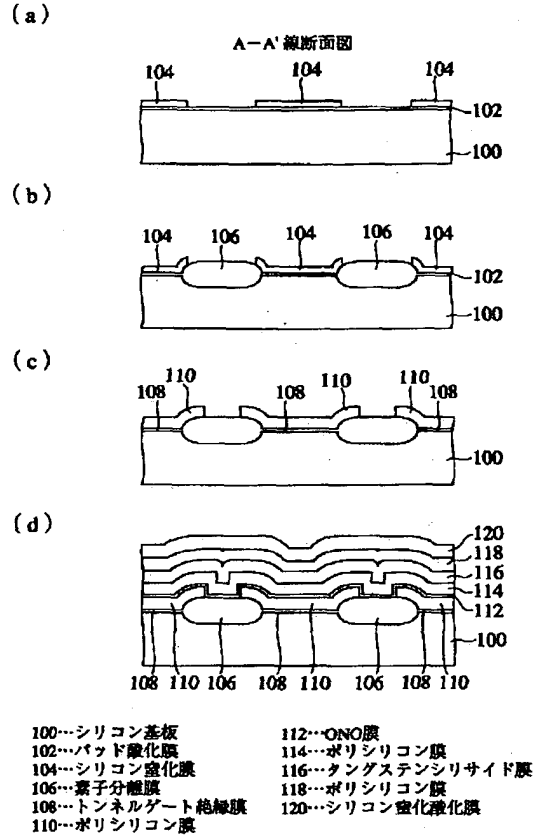 (a)
A-A'線断面図
104 104 104
102
100
(b)
104 106 104 106 104
102
100
(c)
110 108 108 110 110 108
100
(d)
120
118
116
114
112
100
108 110 106 108 110 106 108 110
100…シリコン基板
102…パッド酸化膜
104…シリコン窒化膜
106…素子分離膜
108…トンネルゲート絶縁膜
110…ポリシリコン膜
112…ONO膜
114…ポリシリコン膜
116…タングステンシリサイド膜
118…ポリシリコン膜
120…シリコン窒化酸化膜